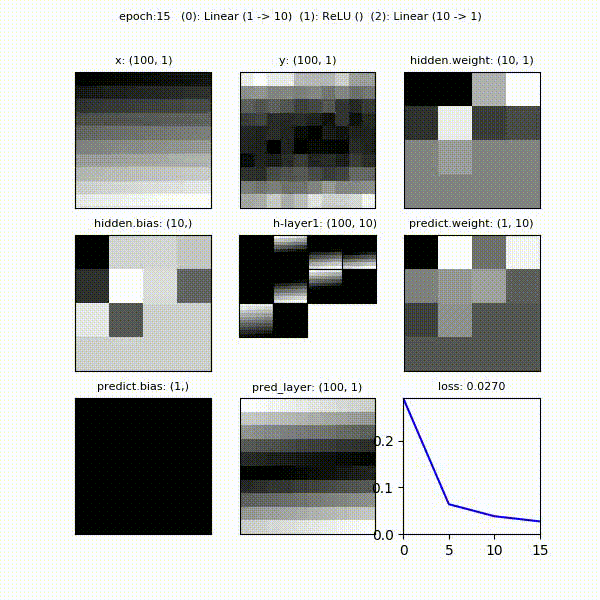 epoch:15   (0): Linear (1 -> 10)  (1): ReLU ()  (2): Linear (10 -> 1)
x: (100, 1)
y: (100, 1)
hidden.weight: (10, 1)
hidden.bias: (10,)
h-layer1: (100, 10)
predict.weight: (1, 10)
predict.bias: (1,)
pred_layer: (100, 1)
loss: 0.0270
0.2
0.1
0.0
0 5 10 15